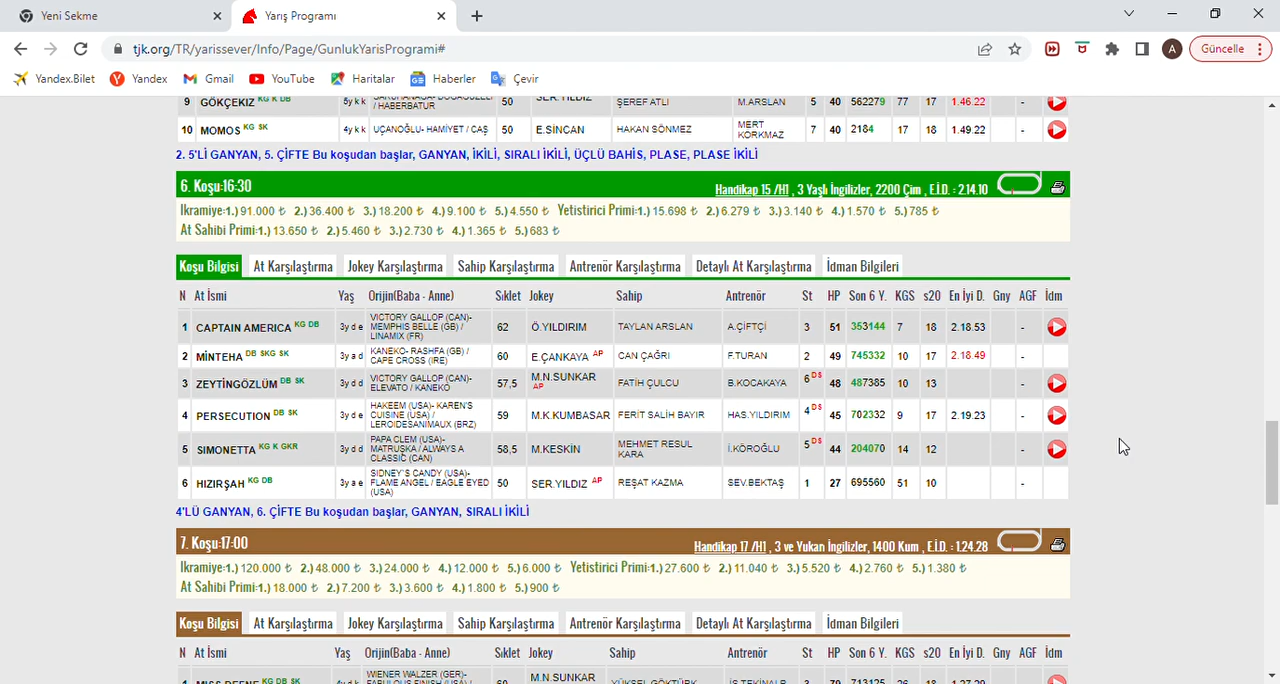 Yeni Sekme
Yarış Programı
tjk.org/TR/yarissever/Info/Page/GunlukYarisProgrami#
A
Güncelle
Yandex.Bilet Yandex Gmail YouTube Haritalar Haberler Çevir
9 GÖKÇEKIZ KG K DB 5y k k / HABERBATUR 50 SER.YILDIZ ŞEREF ATLI M.ARSLAN 5 40 562279 77 17 1.46.22 -
10 MOMOS KG SK 4y k k UÇANOĞLU- HAMİYET / CAŞ 50 E.SİNCAN HAKAN SÖNMEZ MERT KORKMAZ 7 40 2184 17 18 1.49.22 -
2. 5'Lİ GANYAN, 5. ÇİFTE Bu koşudan başlar, GANYAN, İKİLİ, SIRALI İKİLİ, ÜÇLÜ BAHİS, PLASE, PLASE İKİLİ
6. Koşu:16:30 Handikap 15 /H1 , 3 Yaşlı İngilizler, 2200 Çim , E.İ.D. : 2.14.10
İkramiye:1.) 91.000 ₺ 2.) 36.400 ₺ 3.) 18.200 ₺ 4.) 9.100 ₺ 5.) 4.550 ₺ Yetistirici Primi:1.) 15.698 ₺ 2.) 6.279 ₺ 3.) 3.140 ₺ 4.) 1.570 ₺ 5.) 785 ₺
At Sahibi Primi:1.) 13.650 ₺ 2.) 5.460 ₺ 3.) 2.730 ₺ 4.) 1.365 ₺ 5.) 683 ₺
Koşu Bilgisi At Karşılaştırma Jokey Karşılaştırma Sahip Karşılaştırma Antrenör Karşılaştırma Detaylı At Karşılaştırma İdman Bilgileri
N At İsmi Yaş Orijin(Baba - Anne) Sıklet Jokey Sahip Antrenör St HP Son 6 Y. KGS s20 En İyi D. Gny AGF İdm
1 CAPTAIN AMERICA KG DB 3y d e VICTORY GALLOP (CAN)- MEMPHIS BELLE (GB) / LINAMIX (FR) 62 Ö.YILDIRIM TAYLAN ARSLAN A.ÇİFTÇİ 3 51 353144 7 18 2.18.53 -
2 MİNTEHA DB SKG SK 3y a d KANEKO- RASHFA (GB) / CAPE CROSS (IRE) 60 E.ÇANKAYA AP CAN ÇAĞRI F.TURAN 2 49 745332 10 17 2.18.49 -
3 ZEYTİNGÖZLÜM DB SK 3y d d VICTORY GALLOP (CAN)- ELEVATO / KANEKO 57,5 M.N.SUNKAR AP FATİH ÇULCU B.KOCAKAYA 6 DS 48 487385 10 13 -
4 PERSECUTION DB SK 3y d e HAKEEM (USA)- KAREN'S CUISINE (USA) / LEROIDESANIMAUX (BRZ) 59 M.K.KUMBASAR FERİT SALİH BAYIR HAS.YILDIRIM 4 DS 45 702332 9 17 2.19.23 -
5 SIMONETTA KG K GKR 3y d d PAPA CLEM (USA)- MATRUŞKA / ALWAYS A CLASSIC (CAN) 58,5 M.KESKİN MEHMET RESUL KARA İ.KÖROĞLU 5 DS 44 204070 14 12 -
6 HIZIRŞAH KG DB 3y a e SIDNEY'S CANDY (USA)- FLAME ANGEL / EAGLE EYED (USA) 50 SER.YILDIZ AP REŞAT KAZMA SEV.BEKTAŞ 1 27 695560 51 10 -
4'LÜ GANYAN, 6. ÇİFTE Bu koşudan başlar, GANYAN, SIRALI İKİLİ
7. Koşu:17:00 Handikap 17 /H1 , 3 ve Yukarı İngilizler, 1400 Kum , E.İ.D. : 1.24.28
İkramiye:1.) 120.000 ₺ 2.) 48.000 ₺ 3.) 24.000 ₺ 4.) 12.000 ₺ 5.) 6.000 ₺ Yetistirici Primi:1.) 27.600 ₺ 2.) 11.040 ₺ 3.) 5.520 ₺ 4.) 2.760 ₺ 5.) 1.380 ₺
At Sahibi Primi:1.) 18.000 ₺ 2.) 7.200 ₺ 3.) 3.600 ₺ 4.) 1.800 ₺ 5.) 900 ₺
Koşu Bilgisi At Karşılaştırma Jokey Karşılaştırma Sahip Karşılaştırma Antrenör Karşılaştırma Detaylı At Karşılaştırma İdman Bilgileri
N At İsmi Yaş Orijin(Baba - Anne) Sıklet Jokey Sahip Antrenör St HP Son 6 Y. KGS s20 En İyi D. Gny AGF İdm
KG DB SK WIENER WALZER (GER)- 60 M.N.SUNKAR